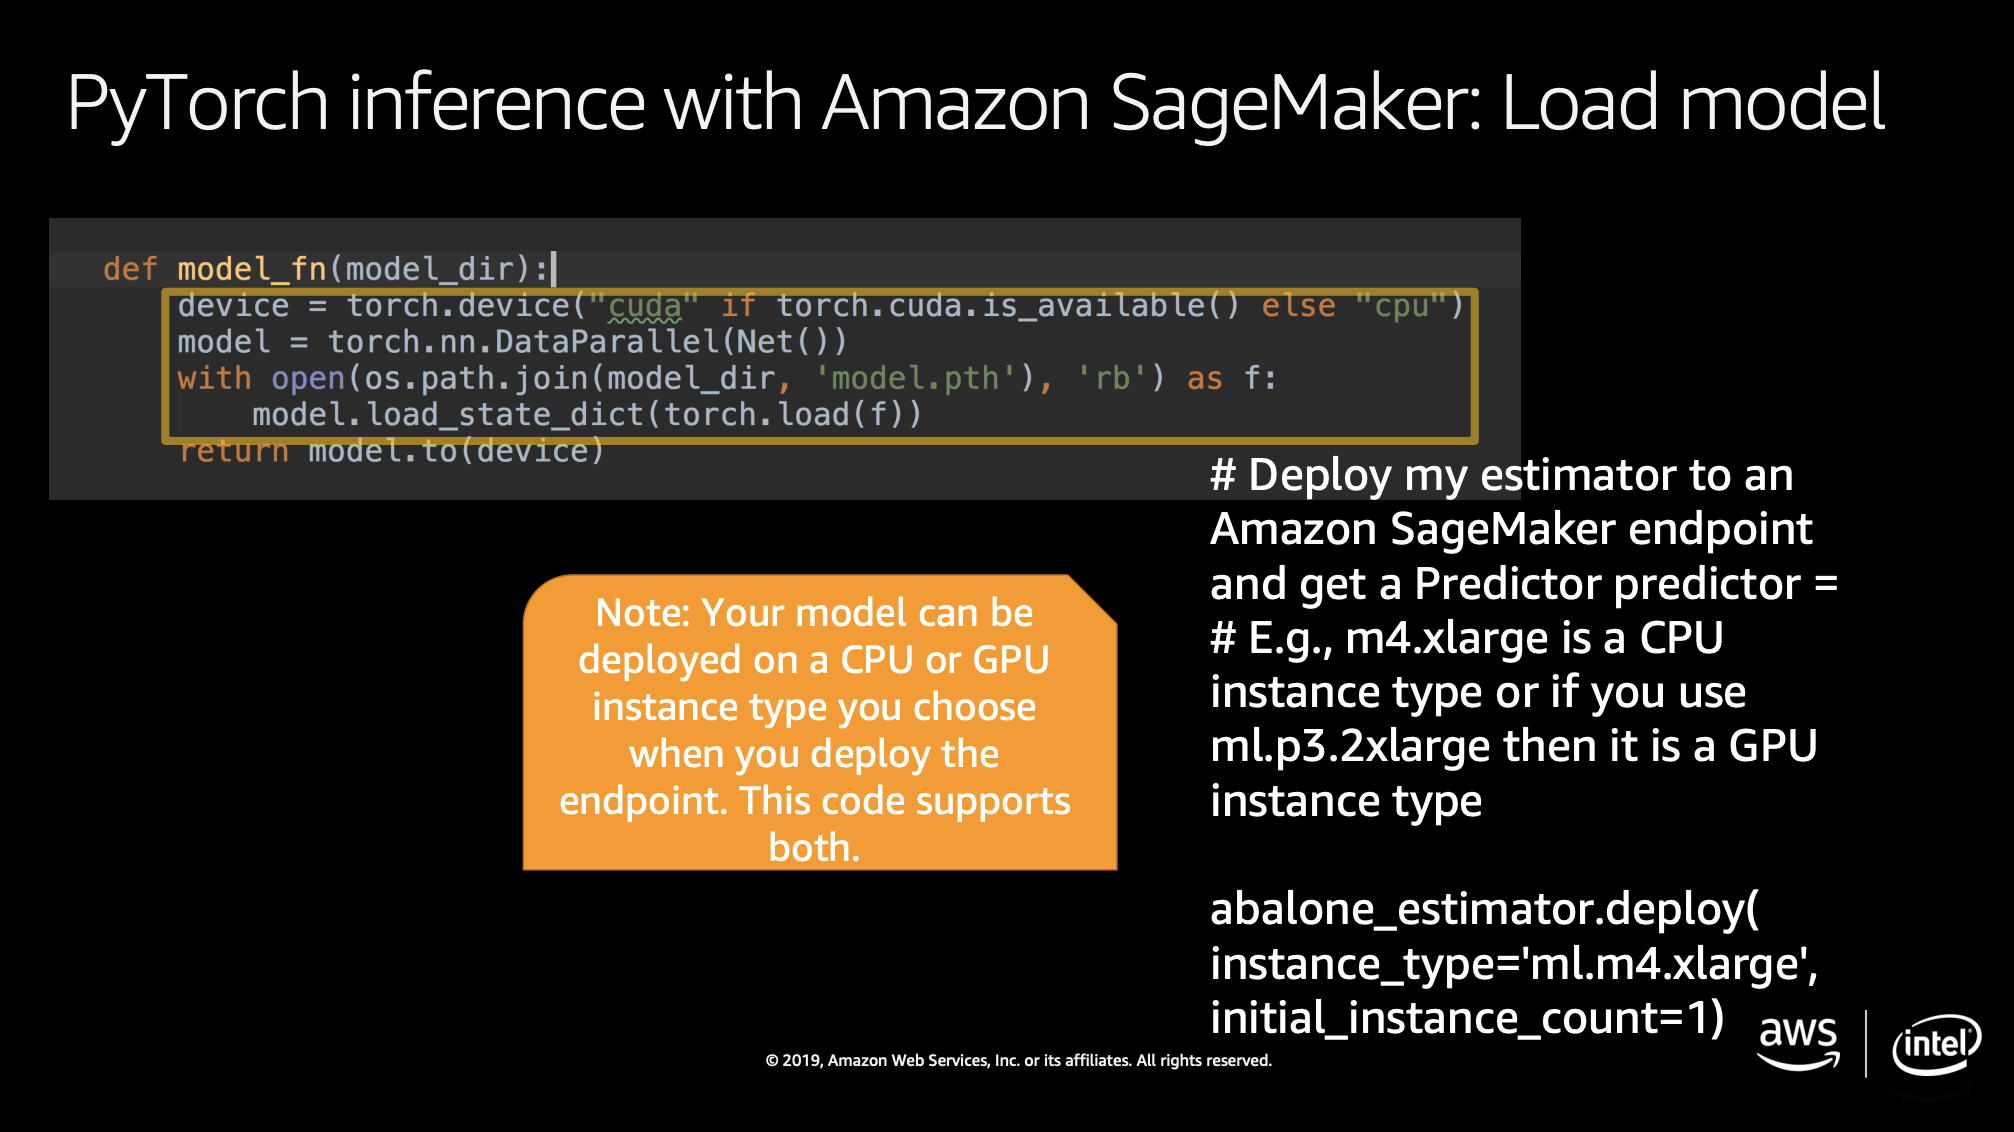 PyTorch inference with Amazon SageMaker: Load model
def model_fn(model_dir):
device = torch.device("cuda" if torch.cuda.is_available() else "cpu")
model = torch.nn.DataParallel(Net())
with open(os.path.join(model_dir, 'model.pth'), 'rb') as f:
model.load_state_dict(torch.load(f))
return model.to(device)
Note: Your model can be
deployed on a CPU or GPU
instance type you choose
when you deploy the
endpoint. This code supports
both.
# Deploy my estimator to an
Amazon SageMaker endpoint
and get a Predictor predictor =
# E.g., m4.xlarge is a CPU
instance type or if you use
ml.p3.2xlarge then it is a GPU
instance type
abalone_estimator.deploy(
instance_type='ml.m4.xlarge',
initial_instance_count=1)
© 2019, Amazon Web Services, Inc. or its affiliates. All rights reserved.
aws
intel